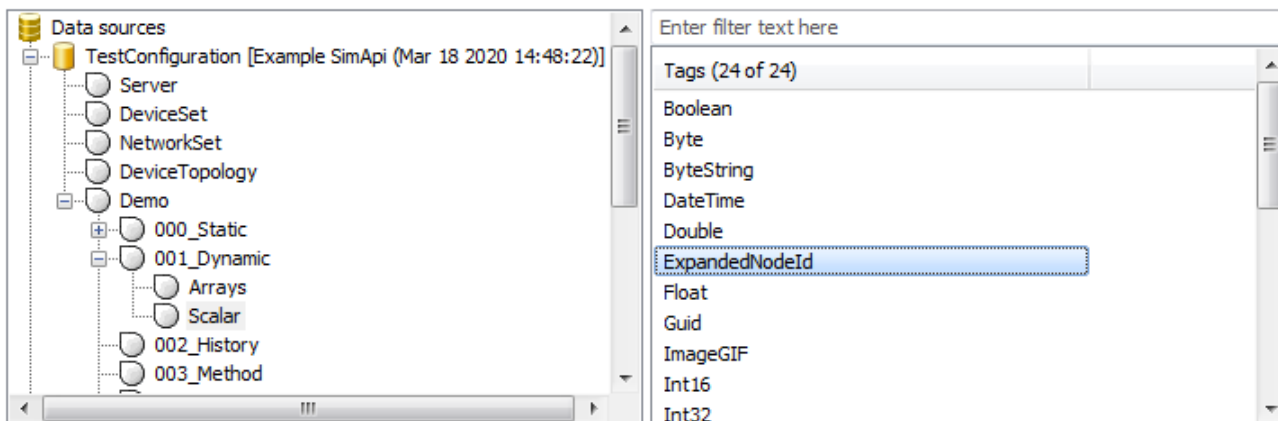 Data sources
TestConfiguration [Example SimApi (Mar 18 2020 14:48:22)]
Server
DeviceSet
NetworkSet
DeviceTopology
Demo
000_Static
001_Dynamic
Arrays
Scalar
002_History
003_Method
Enter filter text here
Tags (24 of 24)
Boolean
Byte
ByteString
DateTime
Double
ExpandedNodeId
Float
Guid
ImageGIF
Int16
Int32